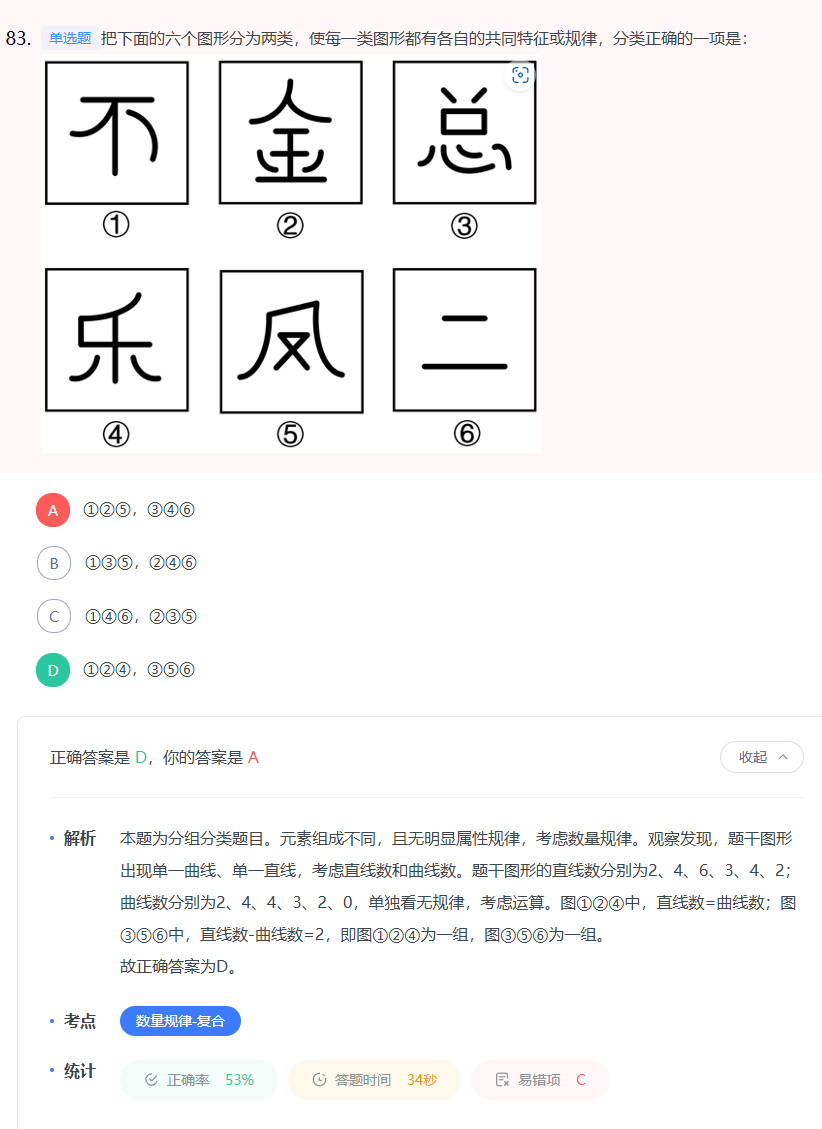 83. 单选题 把下面的六个图形分为两类，使每一类图形都有各自的共同特征或规律，分类正确的一项是：
不 金 总
① ② ③
乐 凤 二
④ ⑤ ⑥
A ①②⑤，③④⑥
B ①③⑤，②④⑥
C ①④⑥，②③⑤
D ①②④，③⑤⑥
正确答案是 D，你的答案是 A 收起
解析 本题为分组分类题目。元素组成不同，且无明显属性规律，考虑数量规律。观察发现，题干图形
出现单一曲线、单一直线，考虑直线数和曲线数。题干图形的直线数分别为2、4、6、3、4、2；
曲线数分别为2、4、4、3、2、0，单独看无规律，考虑运算。图①②④中，直线数=曲线数；图
③⑤⑥中，直线数-曲线数=2，即图①②④为一组，图③⑤⑥为一组。
故正确答案为D。
考点 数量规律-复合
统计 正确率 53% 答题时间 34秒 易错项 C